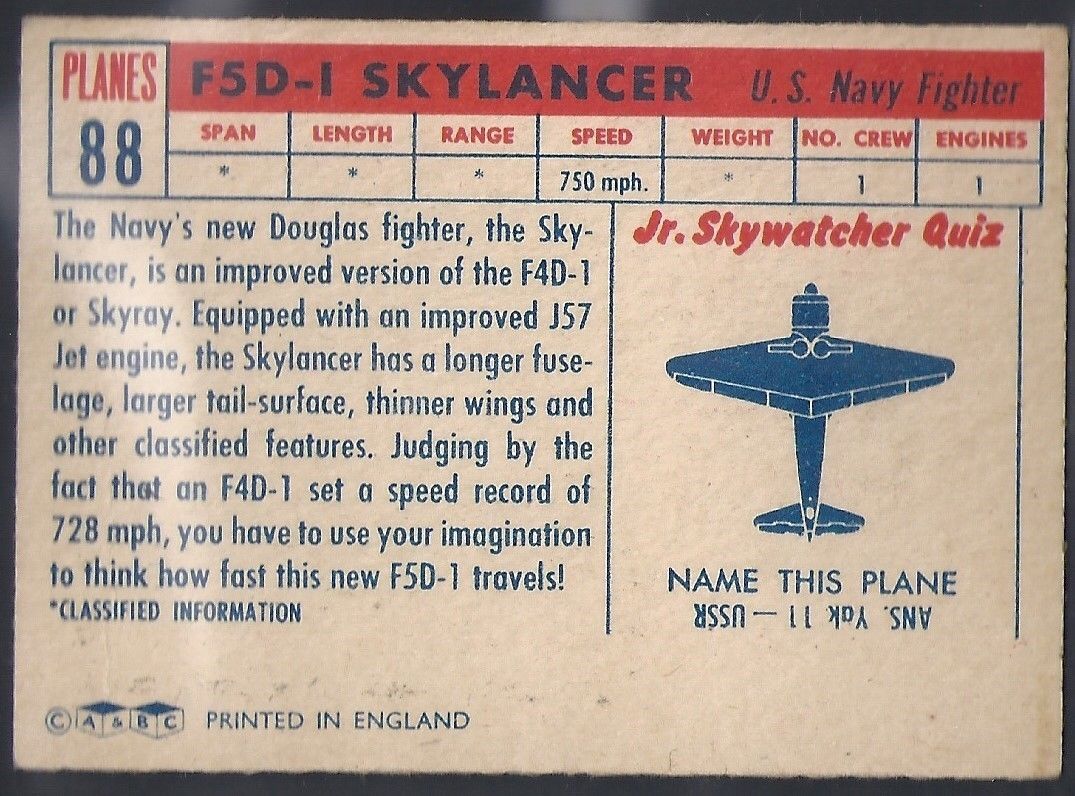 PLANES
88
F5D-1 SKYLANCER U.S. Navy Fighter
SPAN LENGTH RANGE SPEED WEIGHT NO. CREW ENGINES
* * * 750 mph. * 1 1
The Navy's new Douglas fighter, the Sky-
lancer, is an improved version of the F4D-1
or Skyray. Equipped with an improved J57
Jet engine, the Skylancer has a longer fuse-
lage, larger tail-surface, thinner wings and
other classified features. Judging by the
fact that an F4D-1 set a speed record of
728 mph, you have to use your imagination
to think how fast this new F5D-1 travels!
*CLASSIFIED INFORMATION
Jr. Skywatcher Quiz
NAME THIS PLANE
ANS. Yak 11 — USSR
© A & B C PRINTED IN ENGLAND